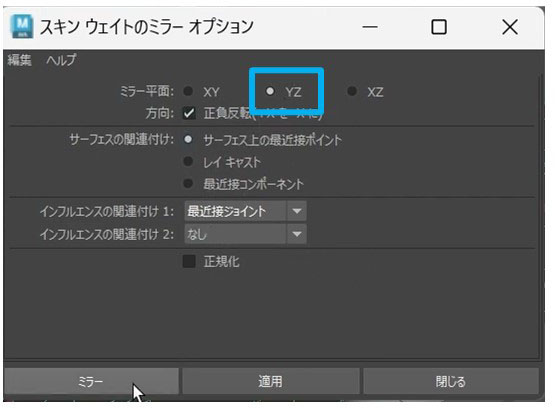 スキン ウェイトのミラー オプション
編集 ヘルプ
ミラー平面: XY YZ XZ
方向: 正負反転(+X を -X に)
サーフェスの関連付け: サーフェス上の最近接ポイント
レイ キャスト
最近接コンポーネント
インフルエンスの関連付け 1: 最近接ジョイント
インフルエンスの関連付け 2: なし
正規化
ミラー 適用 閉じる